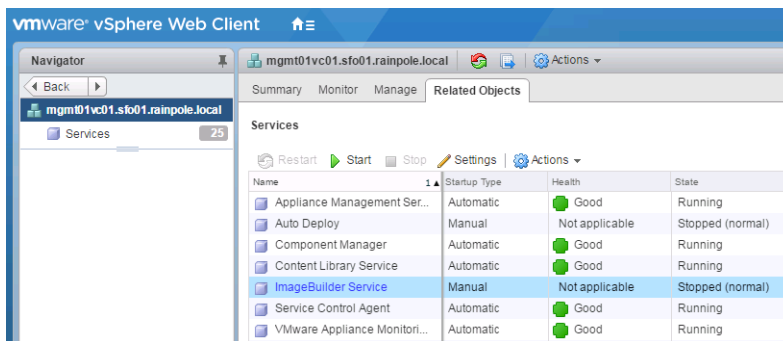 vmware® vSphere Web Client
Navigator
mgmt01vc01.sfo01.rainpole.local Actions
Back
Summary Monitor Manage Related Objects
mgmt01vc01.sfo01.rainpole.local
Services 25
Services
Restart Start Stop Settings Actions
Name 1 ▲ Startup Type Health State
Appliance Management Ser... Automatic Good Running
Auto Deploy Manual Not applicable Stopped (normal)
Component Manager Automatic Good Running
Content Library Service Automatic Good Running
ImageBuilder Service Manual Not applicable Stopped (normal)
Service Control Agent Automatic Good Running
VMware Appliance Monitori... Automatic Good Running